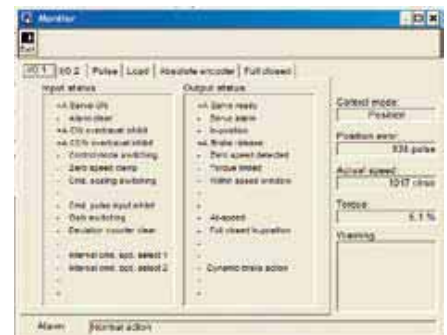 Monitor
Exit
I/O 1 I/O 2 Pulse Load Absolute encoder Full closed
Input status
Servo ON
Alarm clear
CW overtravel inhibit
CCW overtravel inhibit
Control mode switching
Zero speed clamp
Cmd. scaling switching
Cmd. pulse input inhibit
Gain switching
Deviation counter clear
Internal cmd. spd. select 1
Internal cmd. spd. select 2
Output status
Servo ready
Servo alarm
In-position
Brake release
Zero speed detected
Torque limited
Within speed window
At-speed
Full closed in-position
Dynamic brake action
Control mode:
Position
Position error:
838 pulse
Actual speed:
1017 r/min
Torque:
6.1 %
Warning:
Alarm: Normal action